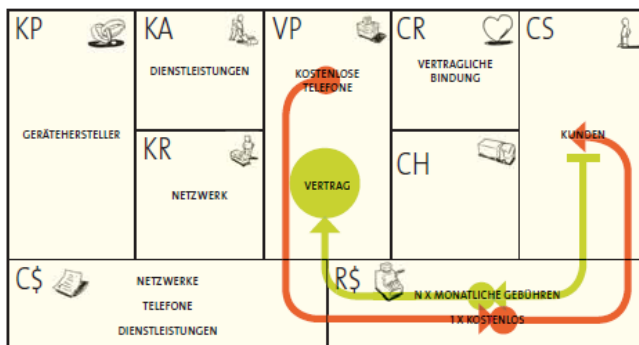 KP
GERÄTEHERSTELLER
KA
DIENSTLEISTUNGEN
KR
NETZWERK
VP
KOSTENLOSE
TELEFONE
VERTRAG
CR
VERTRAGLICHE
BINDUNG
CH
CS
KUNDEN
C$
NETZWERKE
TELEFONE
DIENSTLEISTUNGEN
R$
N X MONATLICHE GEBÜHREN
1 X KOSTENLOS